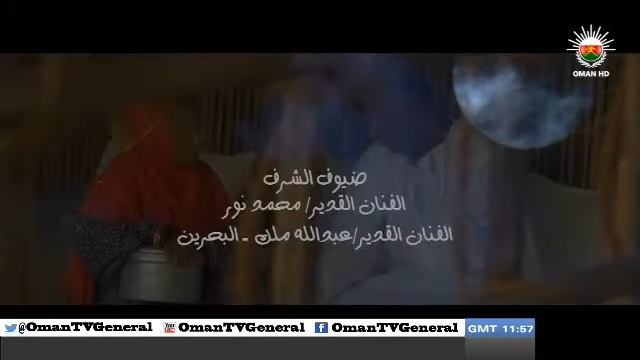 OMAN HD
ضيوف الشرف
الفنان القدير/ محمد نور
الفنان القدير/عبدالله ملك - البحرين
@OmanTVGeneral OmanTVGeneral OmanTVGeneral GMT 11:57